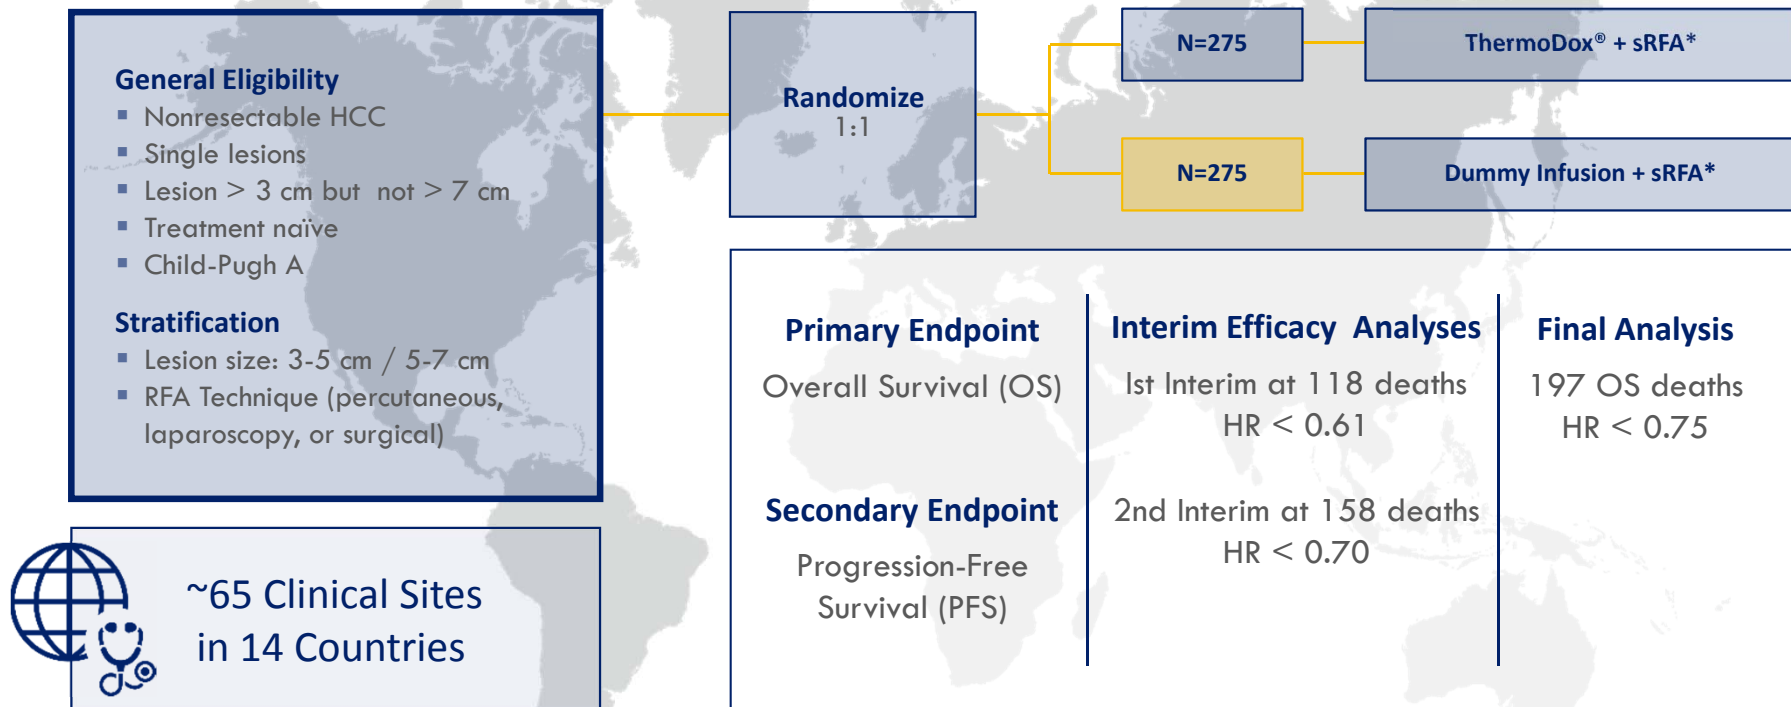 General Eligibility
▪ Nonresectable HCC
▪ Single lesions
▪ Lesion > 3 cm but not > 7 cm
▪ Treatment naïve
▪ Child-Pugh A
Stratification
▪ Lesion size: 3-5 cm / 5-7 cm
▪ RFA Technique (percutaneous,
laparoscopy, or surgical)
~65 Clinical Sites
in 14 Countries
Randomize
1:1
N=275
ThermoDox® + sRFA*
N=275
Dummy Infusion + sRFA*
Primary Endpoint
Overall Survival (OS)
Secondary Endpoint
Progression-Free
Survival (PFS)
Interim Efficacy Analyses
Ist Interim at 118 deaths
HR < 0.61
2nd Interim at 158 deaths
HR < 0.70
Final Analysis
197 OS deaths
HR < 0.75